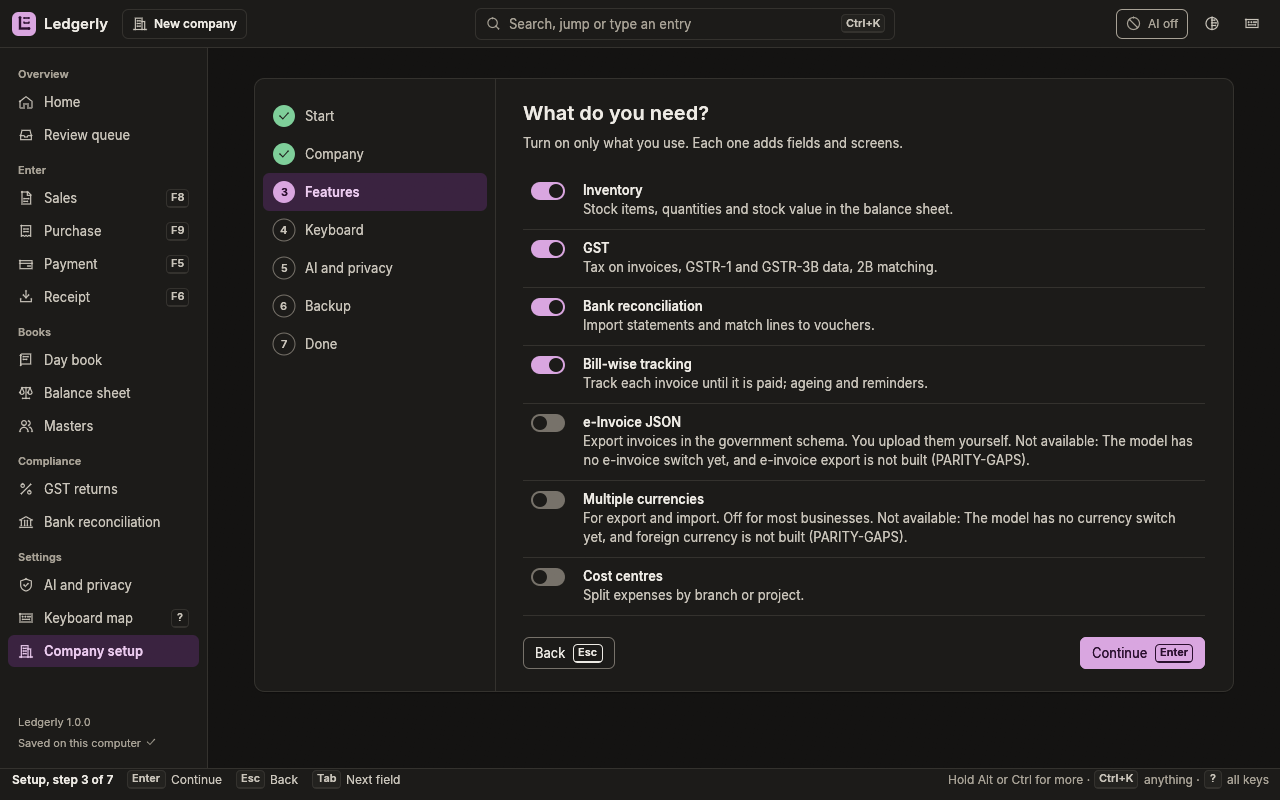 Ledgerly
New company
Search, jump or type an entry
Ctrl+K
AI off
Overview
Home
Review queue
Enter
Sales F8
Purchase F9
Payment F5
Receipt F6
Books
Day book
Balance sheet
Masters
Compliance
GST returns
Bank reconciliation
Settings
AI and privacy
Keyboard map ?
Company setup
Ledgerly 1.0.0
Saved on this computer
Start
Company
3 Features
4 Keyboard
5 AI and privacy
6 Backup
7 Done
What do you need?
Turn on only what you use. Each one adds fields and screens.
Inventory
Stock items, quantities and stock value in the balance sheet.
GST
Tax on invoices, GSTR-1 and GSTR-3B data, 2B matching.
Bank reconciliation
Import statements and match lines to vouchers.
Bill-wise tracking
Track each invoice until it is paid; ageing and reminders.
e-Invoice JSON
Export invoices in the government schema. You upload them yourself. Not available: The model has
no e-invoice switch yet, and e-invoice export is not built (PARITY-GAPS).
Multiple currencies
For export and import. Off for most businesses. Not available: The model has no currency switch
yet, and foreign currency is not built (PARITY-GAPS).
Cost centres
Split expenses by branch or project.
Back Esc
Continue Enter
Setup, step 3 of 7 Enter Continue Esc Back Tab Next field
Hold Alt or Ctrl for more · Ctrl+K anything · ? all keys